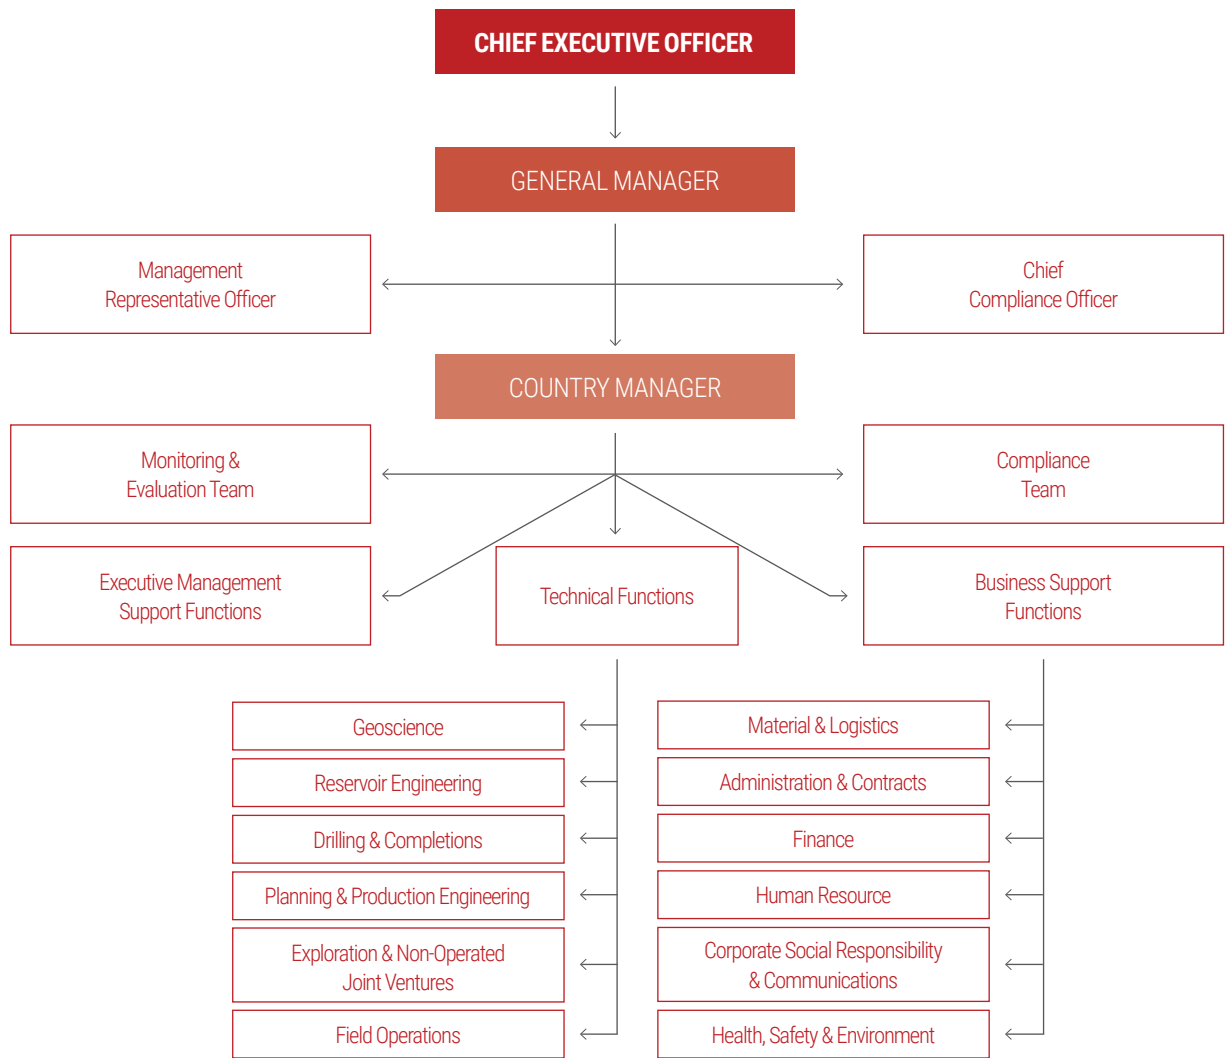 CHIEF EXECUTIVE OFFICER
GENERAL MANAGER
Management
Representative Officer
Chief
Compliance Officer
COUNTRY MANAGER
Monitoring &
Evaluation Team
Compliance
Team
Executive Management
Support Functions
Technical Functions
Business Support
Functions
Geoscience
Reservoir Engineering
Drilling & Completions
Planning & Production Engineering
Exploration & Non-Operated
Joint Ventures
Field Operations
Material & Logistics
Administration & Contracts
Finance
Human Resource
Corporate Social Responsibility
& Communications
Health, Safety & Environment